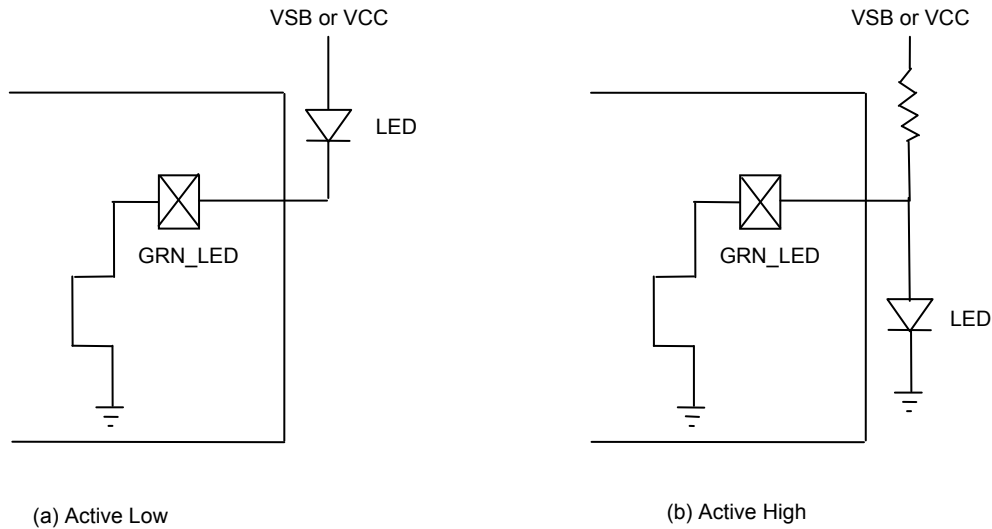 VSB or VCC
LED
GRN_LED
(a) Active Low
VSB or VCC
GRN_LED
LED
(b) Active High